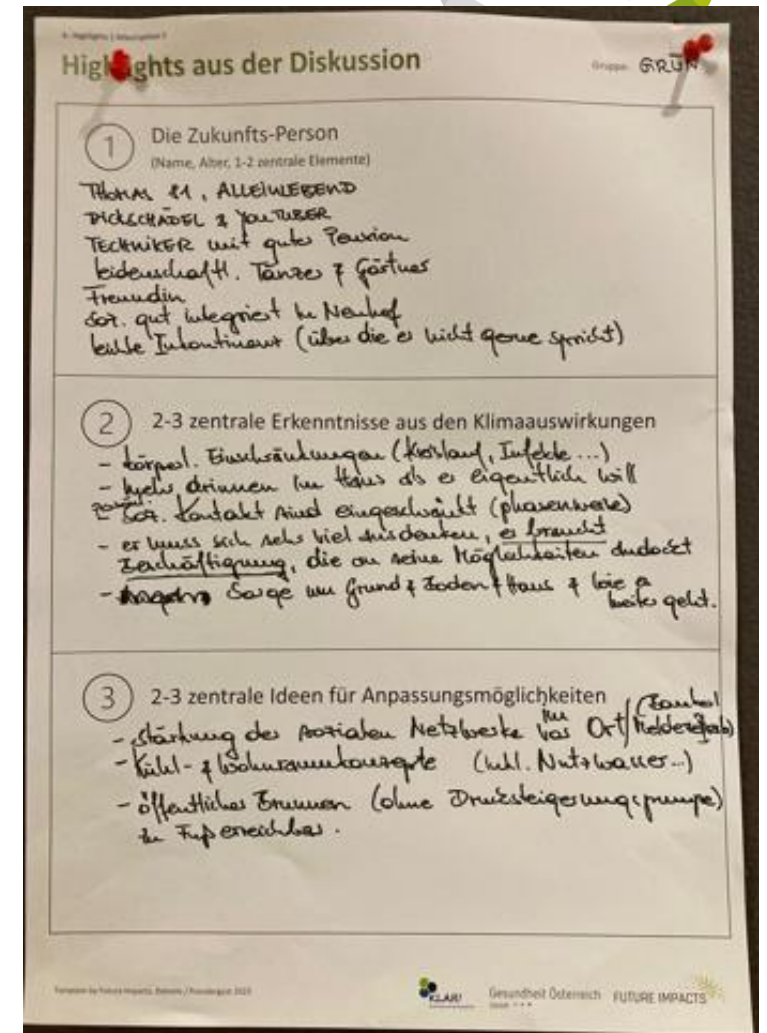 Highlights aus der Diskussion
Gruppe: GRÜN
1 Die Zukunfts-Person
(Name, Alter, 1-2 zentrale Elemente)
THOMAS 81, ALLEINLEBEND
DICKSCHÄDEL & YOUTUBER
TECHNIKER mit guter Pension
leidenschaftl. Tänzer & Gärtner
Freundin
soz. gut integriert in Neuhof
leichte Inkontinenz (über die er nicht gerne spricht)
2 2-3 zentrale Erkenntnisse aus den Klimaauswirkungen
- körperl. Einschränkungen (Kreislauf, Infekte ...)
- mehr drinnen im Haus als er eigentlich will
- soz. Kontakt sind eingeschränkt (phasenweise)
- er muss sich sehr viel ausdenken, er braucht
Beschäftigung, die an seine Möglichkeiten andockt
- Sorge um Grund & Boden & Haus & wie es
weiter geht.
3 2-3 zentrale Ideen für Anpassungsmöglichkeiten
- Stärkung der sozialen Netzwerke vor Ort /
- Kühl- & Wohnraumkonzepte (inkl. Nutzwasser...)
- öffentlicher Brunnen (ohne Drucksteigerungspumpe)
in Fuß erreichbar.
KLAR!
Gesundheit Österreich
FUTURE IMPACTS